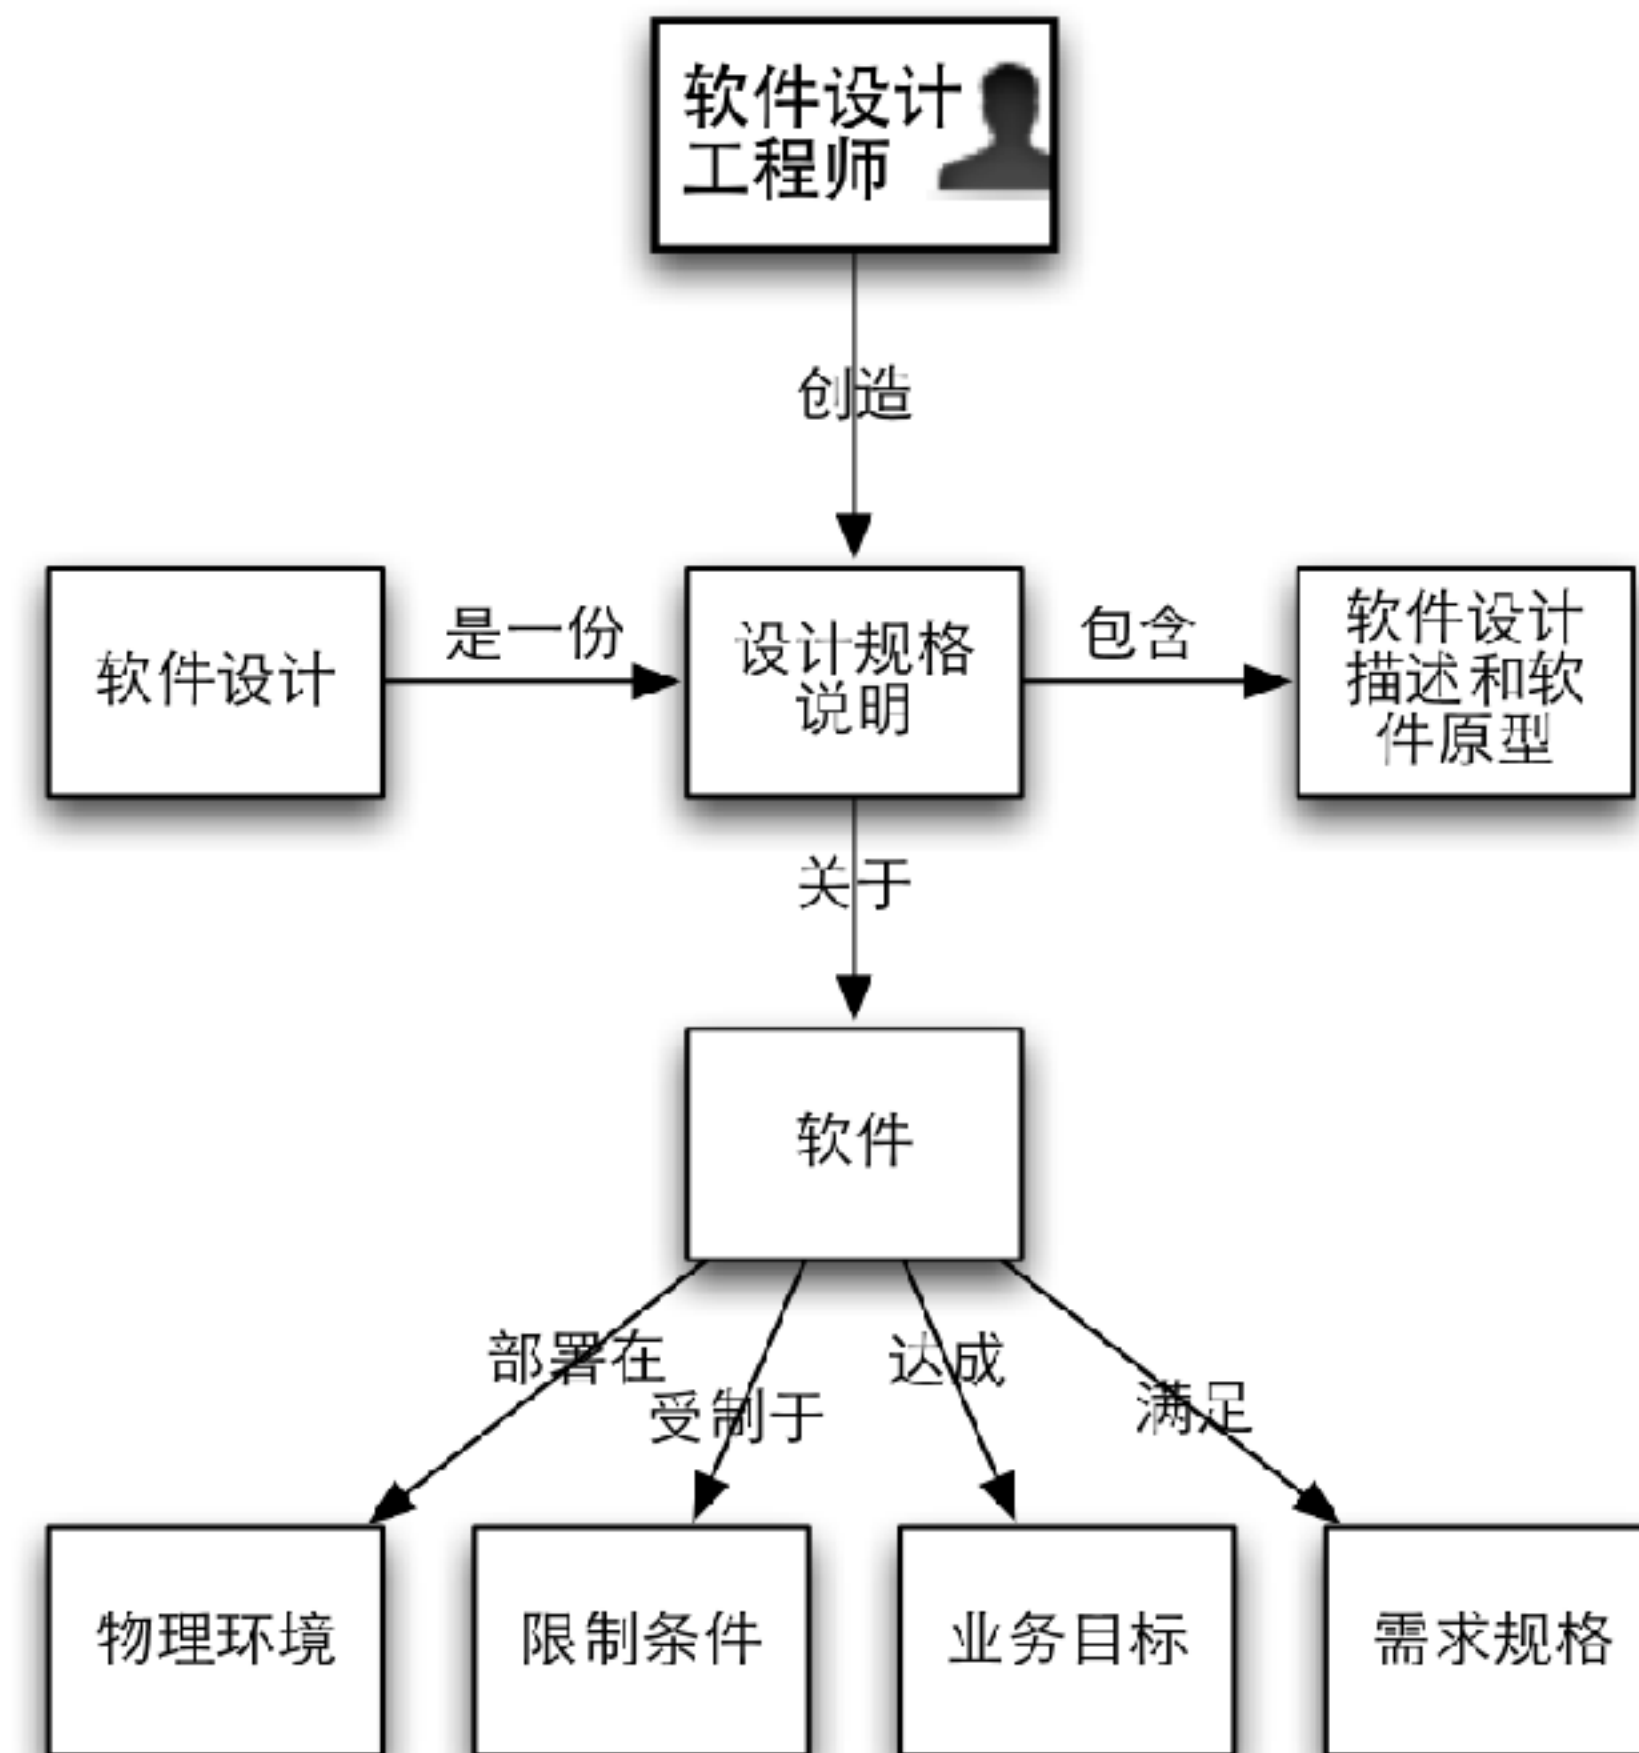 软件设计
工程师
创造
软件设计
是一份
设计规格
说明
包含
软件设计
描述和软
件原型
关于
软件
部署在
受制于
达成
满足
物理环境
限制条件
业务目标
需求规格